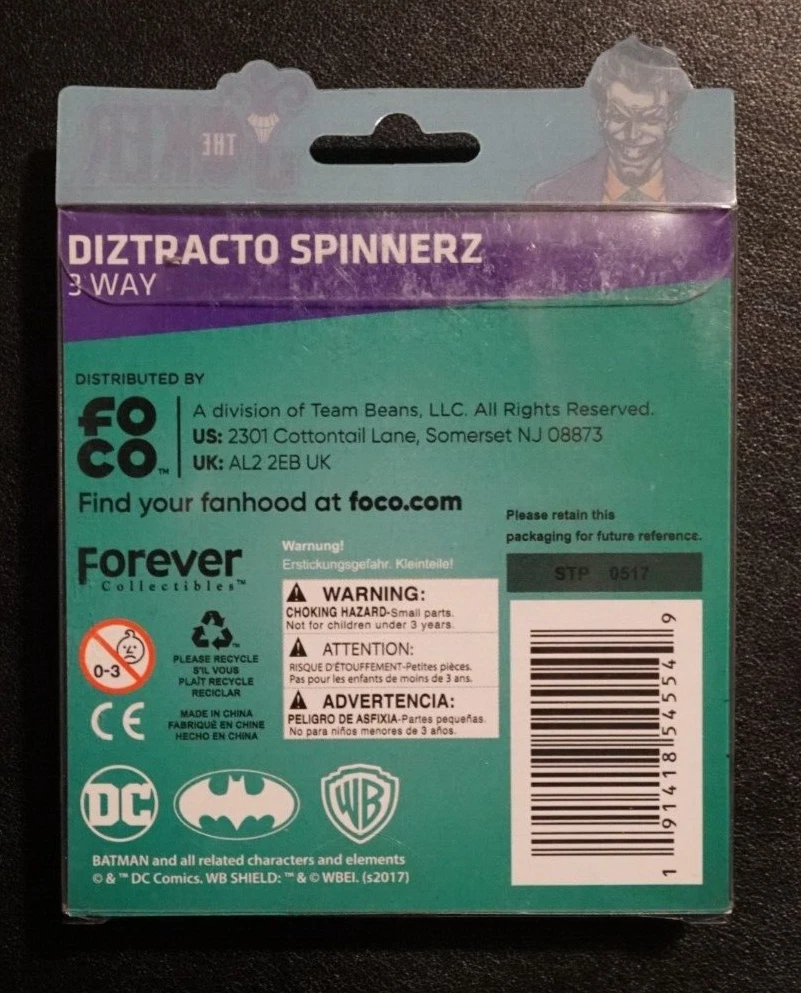 THE JOKER
DIZTRACTO SPINNERZ
3 WAY
DISTRIBUTED BY
FOCO™
A division of Team Beans, LLC. All Rights Reserved.
US: 2301 Cottontail Lane, Somerset NJ 08873
UK: AL2 2EB UK
Find your fanhood at foco.com
Forever
Collectibles™
0-3
PLEASE RECYCLE
S'IL VOUS
PLAÎT RECYCLE
RECICLAR
CE
MADE IN CHINA
FABRIQUÉ EN CHINE
HECHO EN CHINA
Warnung!
Erstickungsgefahr. Kleinteile!
WARNING:
CHOKING HAZARD-Small parts.
Not for children under 3 years.
ATTENTION:
RISQUE D'ÉTOUFFEMENT-Petites pièces.
Pas pour les enfants de moins de 3 ans.
ADVERTENCIA:
PELIGRO DE ASFIXIA-Partes pequeñas.
No para niños menores de 3 años.
Please retain this
packaging for future reference.
STP 0517
1 91418 54554 9
DC
WB
BATMAN and all related characters and elements
© & ™ DC Comics. WB SHIELD: ™ & © WBEI. (s2017)